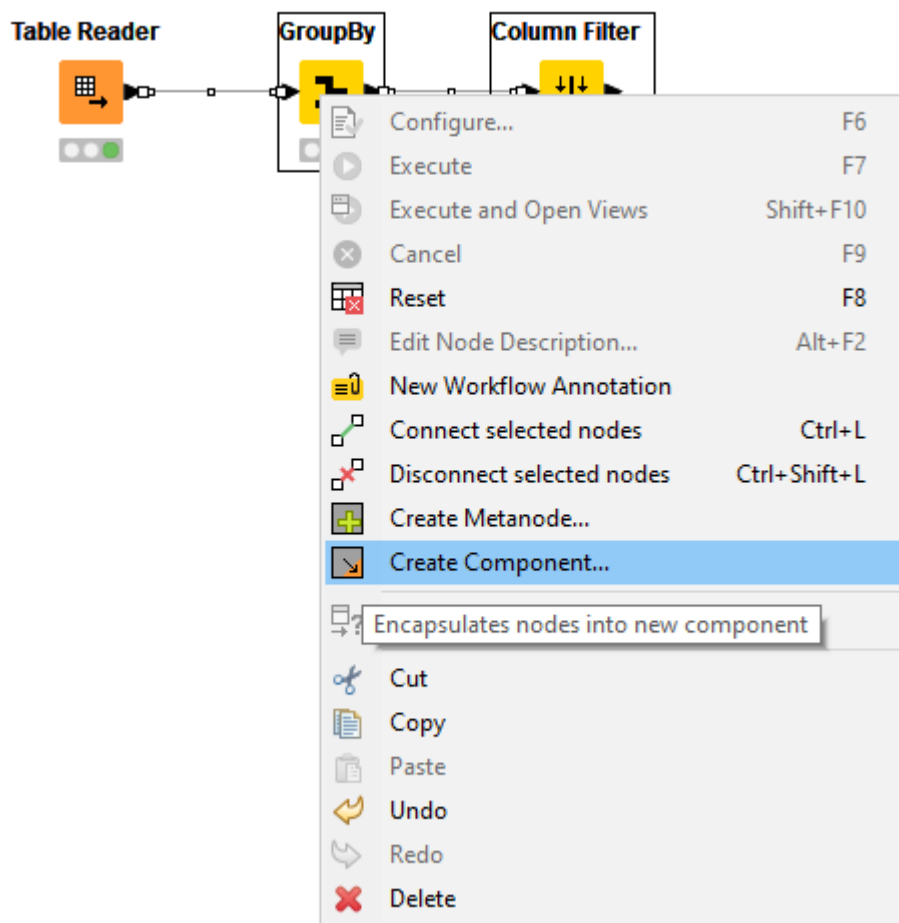 Table Reader
GroupBy
Column Filter
Configure... F6
Execute F7
Execute and Open Views Shift+F10
Cancel F9
Reset F8
Edit Node Description... Alt+F2
New Workflow Annotation
Connect selected nodes Ctrl+L
Disconnect selected nodes Ctrl+Shift+L
Create Metanode...
Create Component...
Encapsulates nodes into new component
Cut
Copy
Paste
Undo
Redo
Delete